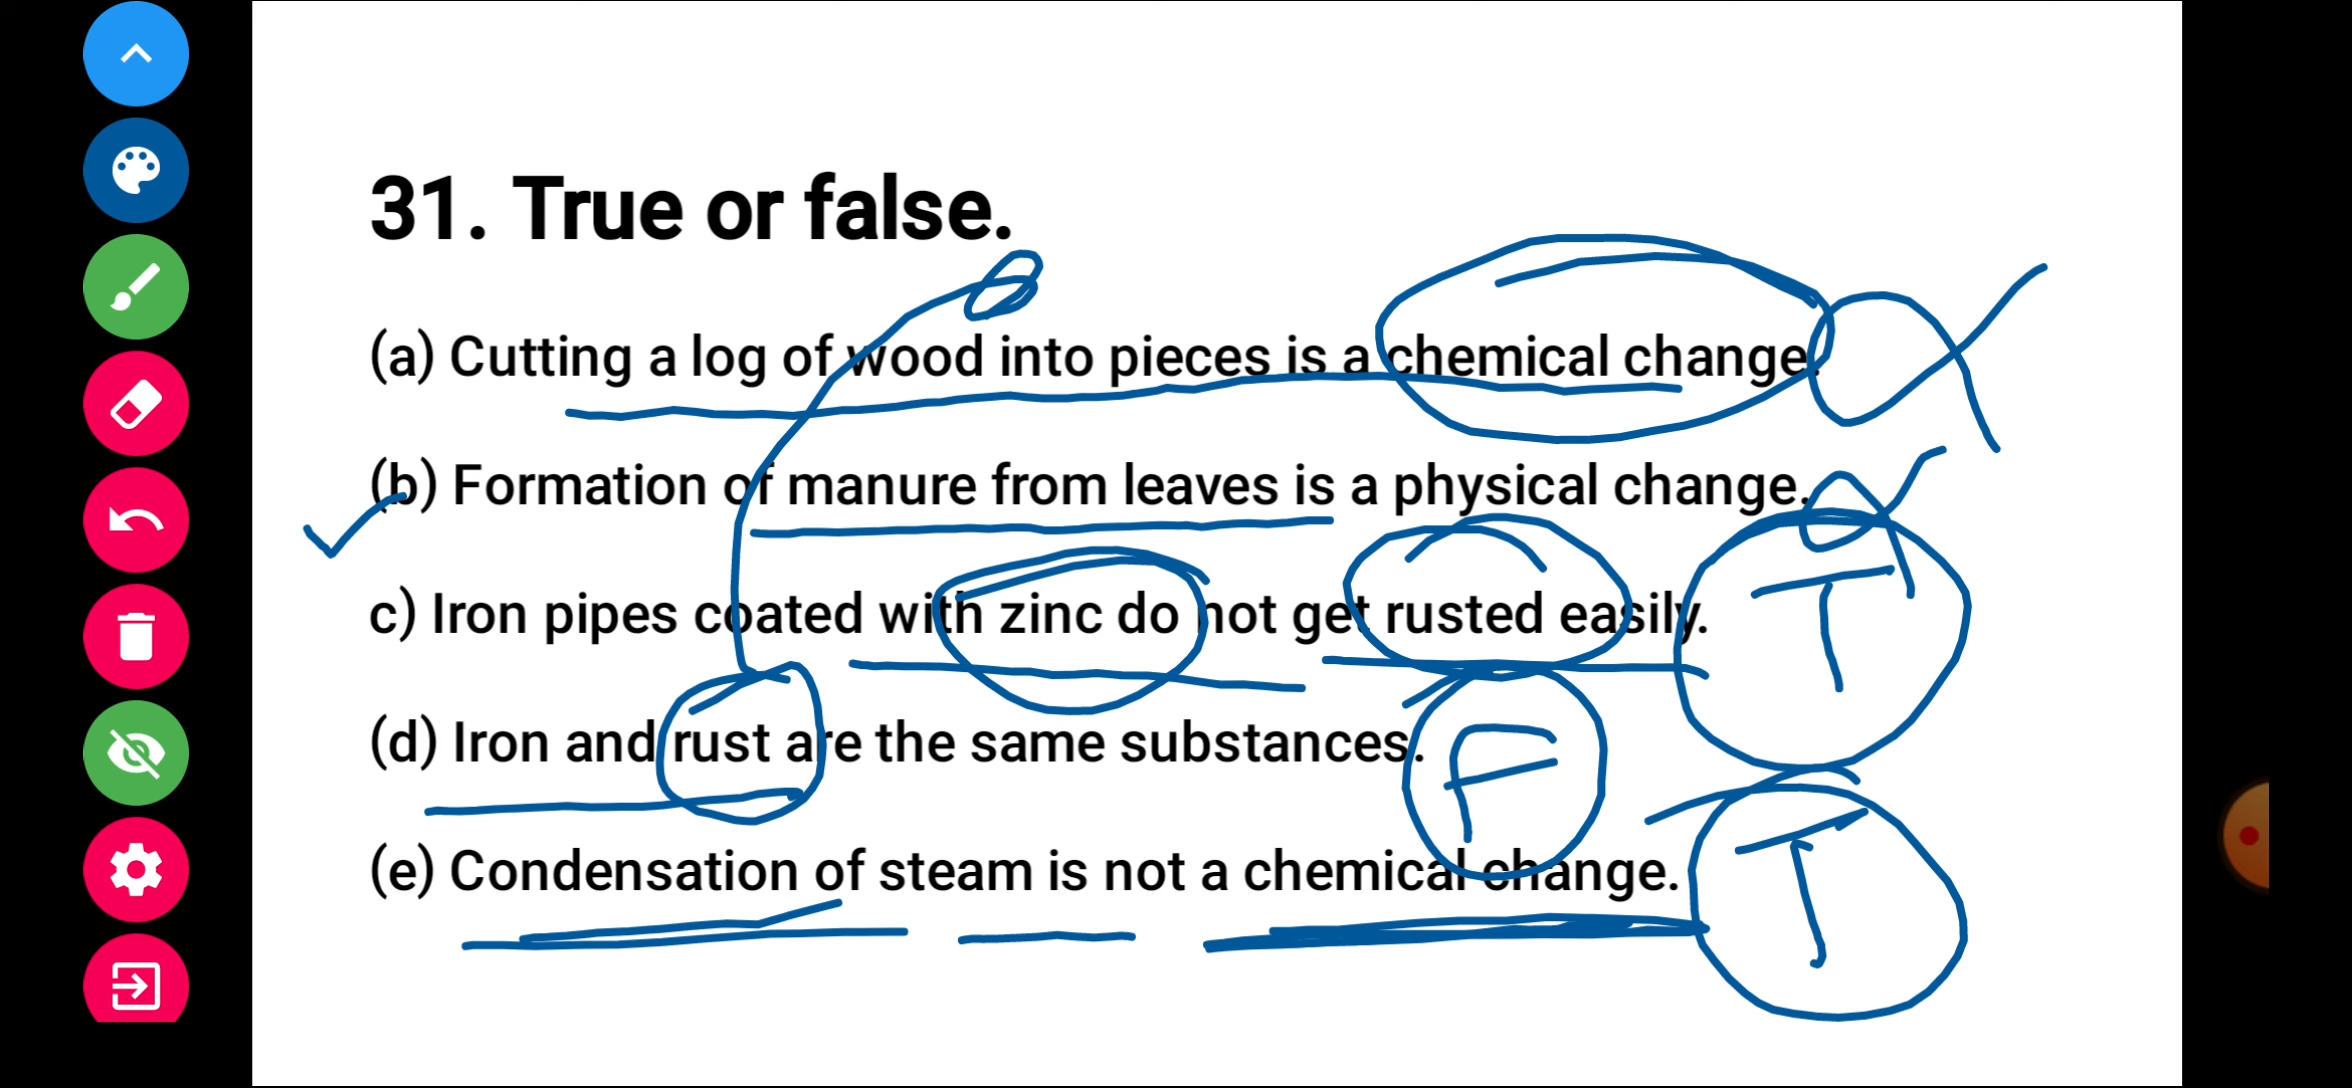 31. True or false.
(a) Cutting a log of wood into pieces is a chemical change.
(b) Formation of manure from leaves is a physical change.
c) Iron pipes coated with zinc do not get rusted easily. T
(d) Iron and rust are the same substances. F
(e) Condensation of steam is not a chemical change. T